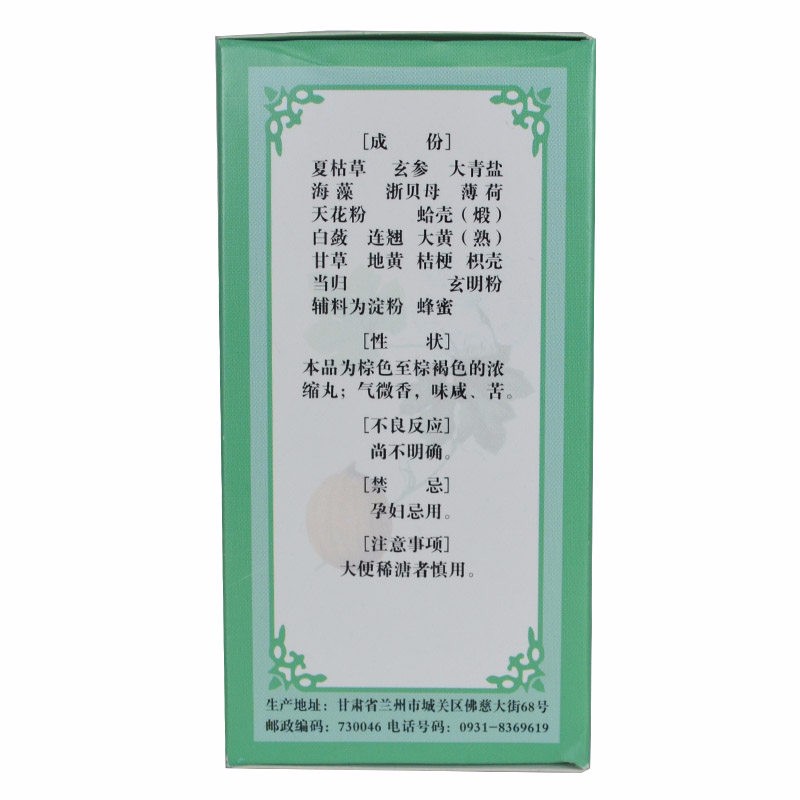 [成 份]
夏枯草 玄参 大青盐
海藻 浙贝母 薄荷
天花粉 蛤壳(煅)
白蔹 连翘 大黄(熟)
甘草 地黄 桔梗 枳壳
当归 玄明粉
辅料为淀粉 蜂蜜
[性 状]
本品为棕色至棕褐色的浓
缩丸；气微香，味咸、苦。
[不良反应]
尚不明确。
[禁 忌]
孕妇忌用。
[注意事项]
大便稀溏者慎用。
生产地址：甘肃省兰州市城关区佛慈大街68号
邮政编码：730046 电话号码：0931-8369619